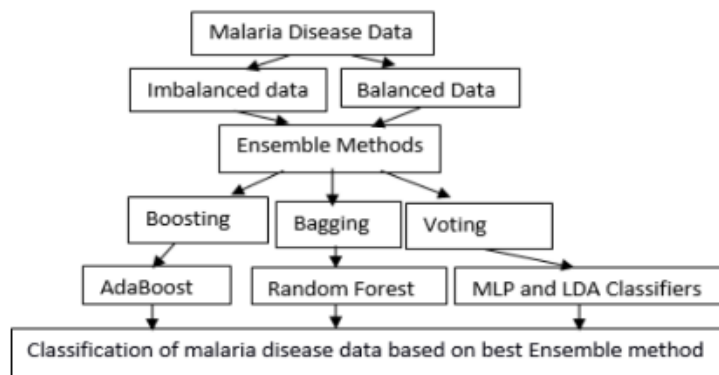 Malaria Disease Data
Imbalanced data
Balanced Data
Ensemble Methods
Boosting
Bagging
Voting
AdaBoost
Random Forest
MLP and LDA Classifiers
Classification of malaria disease data based on best Ensemble method